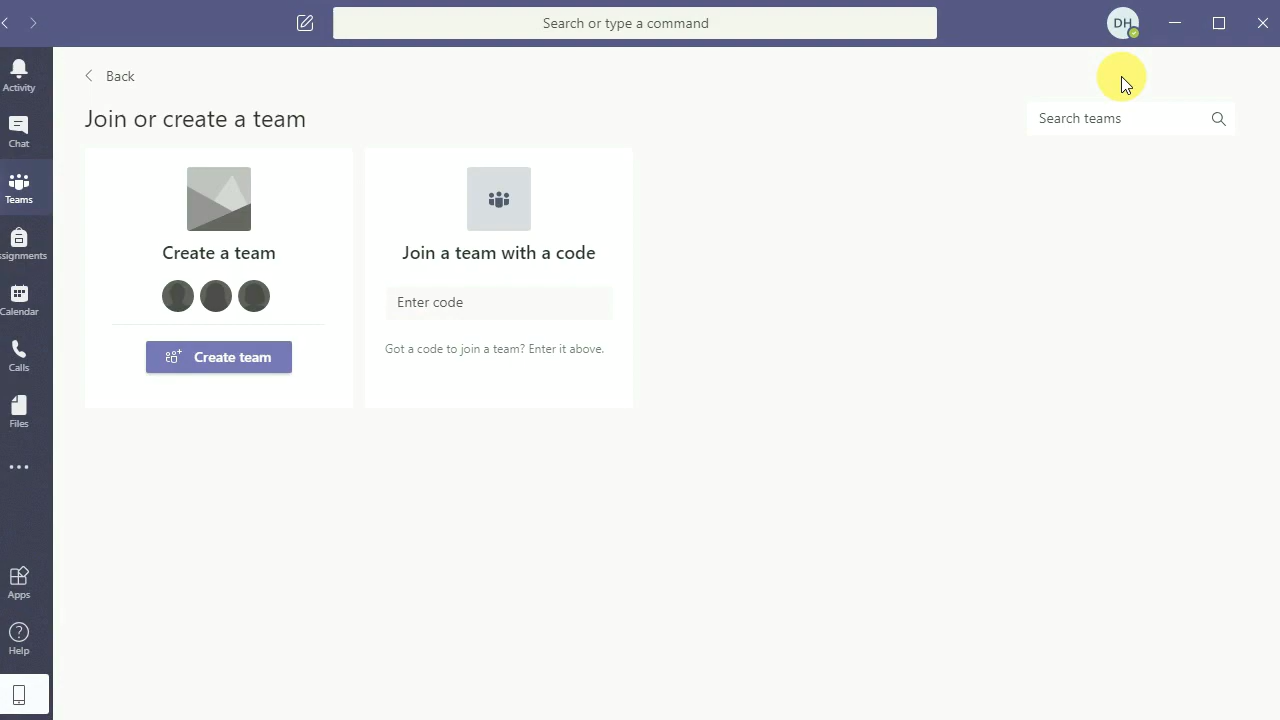 Search or type a command
DH
Activity
Chat
Teams
ssignments
Calendar
Calls
Files
Apps
Help
Back
Join or create a team
Search teams
Create a team
Create team
Join a team with a code
Enter code
Got a code to join a team? Enter it above.